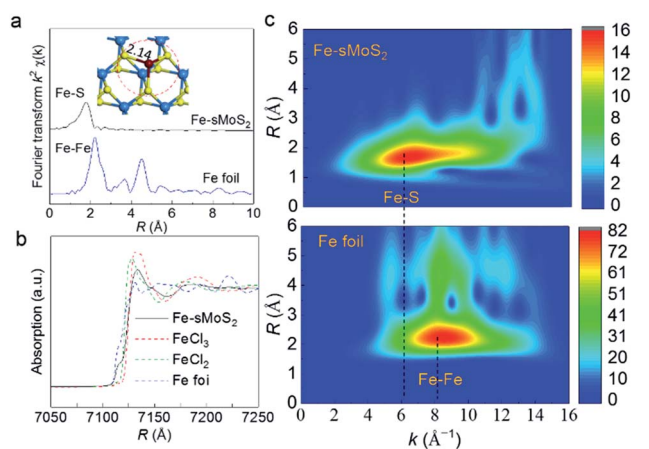 a
2.14
Fe-S
Fe-sMoS2
Fe-Fe
Fe foil
Fourier transform k² χ(k)
0 2 4 6 8 10
R (Å)
b
Absorption (a.u.)
Fe-sMoS2
FeCl3
FeCl2
Fe foi
7050 7100 7150 7200 7250
R (Å)
c
Fe-sMoS2
R (Å)
6
5
4
3
2
1
0
Fe-S
16
14
12
10
8
6
4
2
0
Fe foil
R (Å)
6
5
4
3
2
1
0
Fe-Fe
0 2 4 6 8 10 12 14 16
k (Å⁻¹)
82
71
61
51
41
31
20
10
0